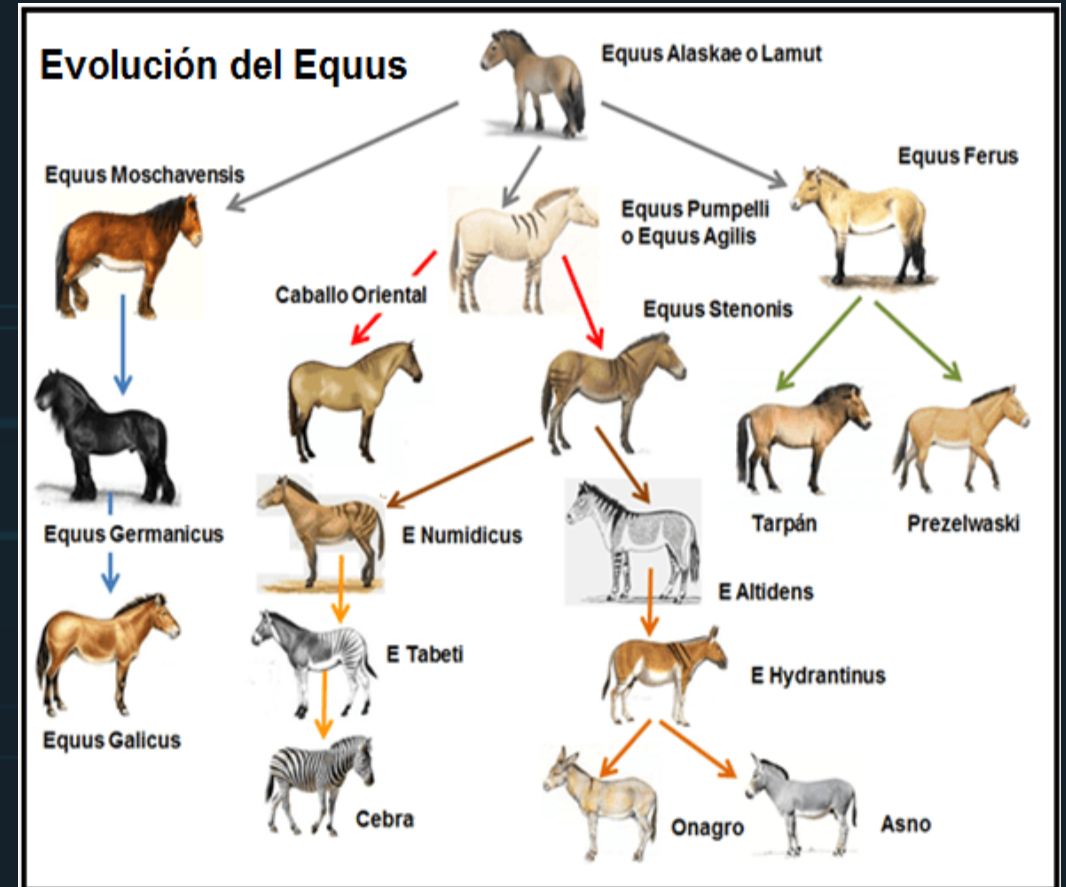 Evolución del Equus
Equus Alaskae o Lamut
Equus Moschavensis
Equus Ferus
Equus Pumpelli
o Equus Agilis
Caballo Oriental
Equus Stenonis
Equus Germanicus
E Numidicus
Tarpán
Prezelwaski
E Altidens
E Tabeti
E Hydrantinus
Equus Galicus
Cebra
Onagro
Asno